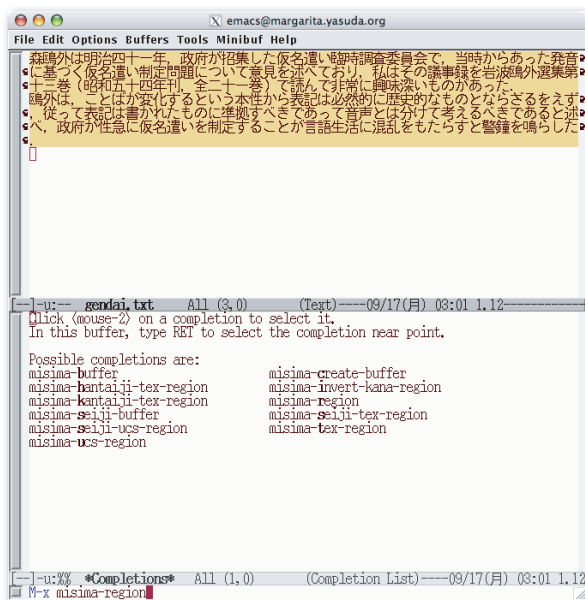 emacs@margarita.yasuda.org
File Edit Options Buffers Tools Minibuf Help
森鴎外は明治四十一年，政府が招集した仮名遣い臨時調査委員会で，当時からあった発音
に基づく仮名遣い制定問題について意見を述べており，私はその議事録を岩波鴎外選集第
十三巻（昭和五十四年刊，全二十一巻）で読んで非常に興味深いものがあった．
鴎外は，ことばが変化するという本性から表記は必然的に歴史的なものとならざるをえず
，従って表記は書かれたものに準拠すべきであって音声とは分けて考えるべきであると述
べ，政府が性急に仮名遣いを制定することが言語生活に混乱をもたらすと警鐘を鳴らした
．
[--]-u:-- gendai.txt All (3,0) (Text)----09/17(月) 03:01 1.12-----------
Click <mouse-2> on a completion to select it.
In this buffer, type RET to select the completion near point.
Possible completions are:
misima-buffer misima-create-buffer
misima-hantaiji-tex-region misima-invert-kana-region
misima-kantaiji-tex-region misima-region
misima-seiji-buffer misima-seiji-tex-region
misima-seiji-ucs-region misima-tex-region
misima-ucs-region
[--]-u:%% *Completions* All (1,0) (Completion List)----09/17(月) 03:01 1.12
M-x misima-region